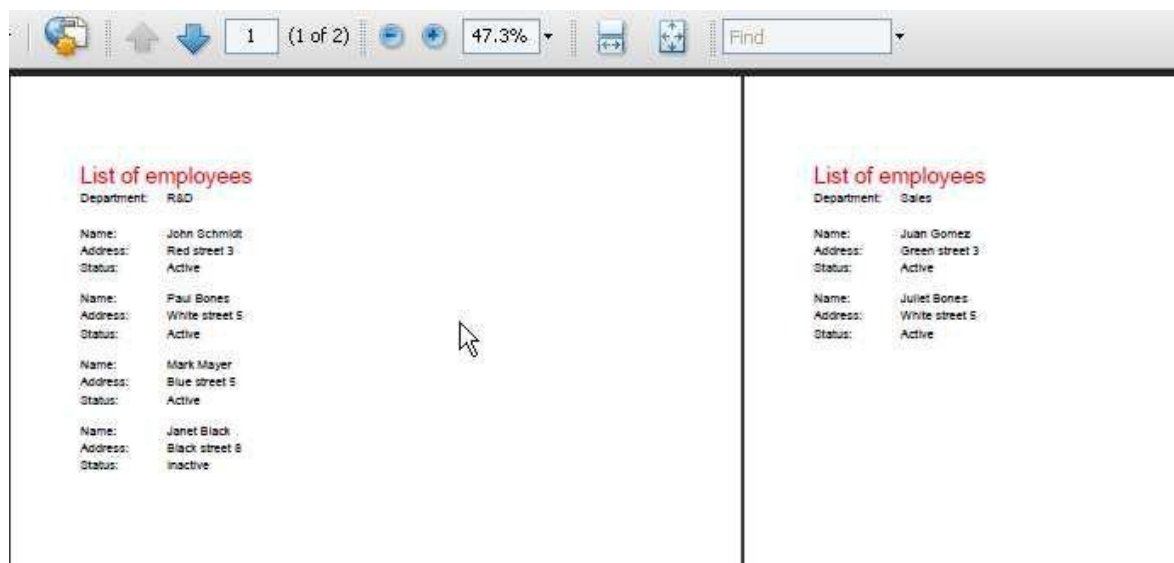 1 (1 of 2) 47.3% Find
List of employees
Department: R&D
Name: John Schmidt
Address: Red street 3
Status: Active
Name: Paul Bones
Address: White street 5
Status: Active
Name: Mark Mayer
Address: Blue street 5
Status: Active
Name: Janet Black
Address: Black street 8
Status: Inactive
List of employees
Department: Sales
Name: Juan Gomez
Address: Green street 3
Status: Active
Name: Juliet Bones
Address: White street 5
Status: Active